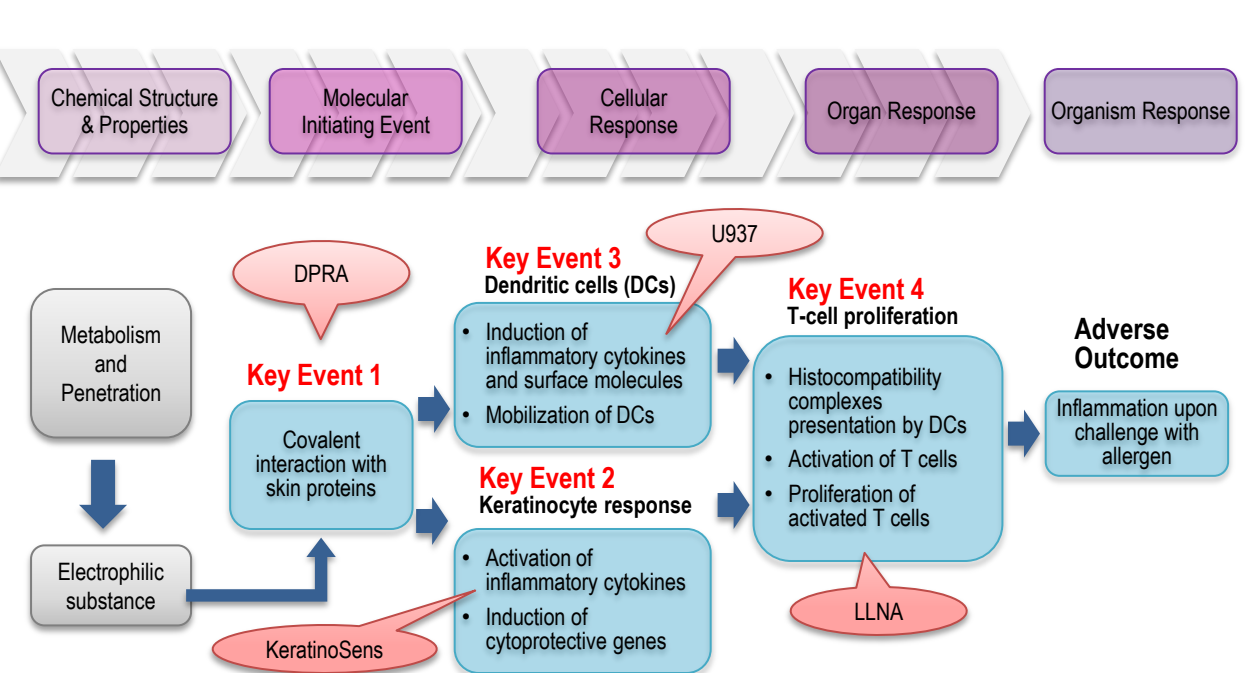 Chemical Structure
& Properties
Molecular
Initiating Event
Cellular
Response
Organ Response
Organism Response
Metabolism
and
Penetration
Electrophilic
substance
DPRA
Key Event 1
Covalent
interaction with
skin proteins
U937
Key Event 3
Dendritic cells (DCs)
• Induction of
inflammatory cytokines
and surface molecules
• Mobilization of DCs
Key Event 2
Keratinocyte response
• Activation of
inflammatory cytokines
• Induction of
cytoprotective genes
KeratinoSens
Key Event 4
T-cell proliferation
• Histocompatibility
complexes
presentation by DCs
• Activation of T cells
• Proliferation of
activated T cells
LLNA
Adverse
Outcome
Inflammation upon
challenge with
allergen